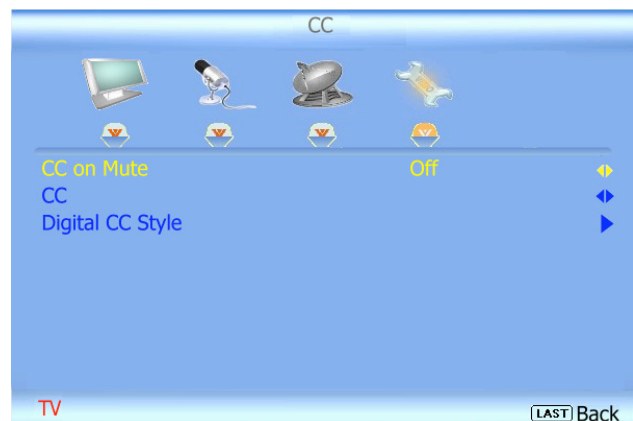 CC
CC on Mute Off
CC
Digital CC Style
TV
LAST Back